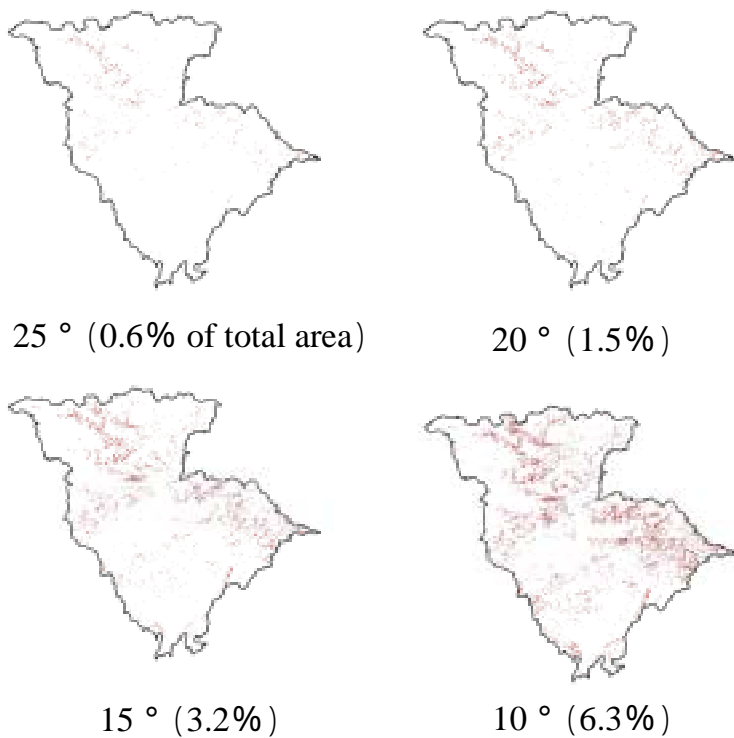 25 ° (0.6% of total area)
20 ° (1.5%)
15 ° (3.2%)
10 ° (6.3%)